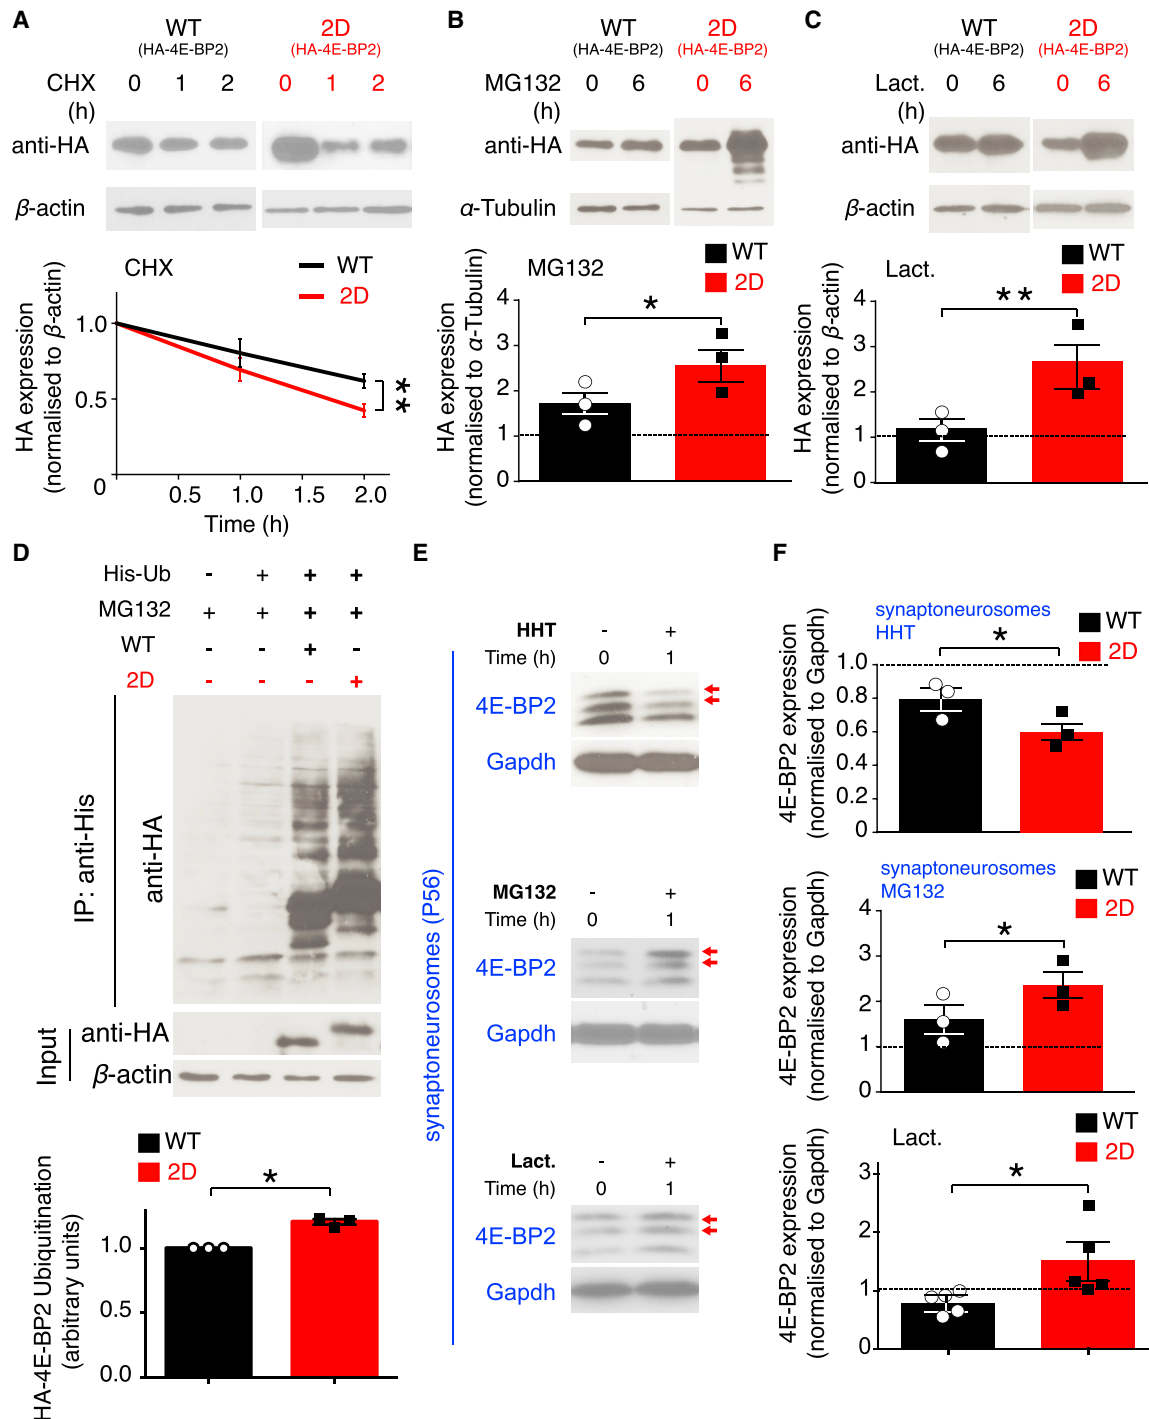 A
WT 2D
(HA-4E-BP2) (HA-4E-BP2)
CHX 0 1 2 0 1 2
(h)
anti-HA
β-actin
CHX
WT
2D
HA expression
(normalised to β-actin)
1.0
0.5
0
0.5 1.0 1.5 2.0
Time (h)
**
B
WT 2D
(HA-4E-BP2) (HA-4E-BP2)
MG132 0 6 0 6
(h)
anti-HA
α-Tubulin
WT
2D
MG132
HA expression
(normalised to α-Tubulin)
4
3
2
1
0
*
C
WT 2D
(HA-4E-BP2) (HA-4E-BP2)
Lact. 0 6 0 6
(h)
anti-HA
β-actin
WT
2D
Lact.
HA expression
(normalised to β-actin)
4
3
2
1
0
**
D
His-Ub - + + +
MG132 + + + +
WT - - + -
2D - - - +
IP: anti-His
anti-HA
Input
anti-HA
β-actin
WT
2D
*
HA-4E-BP2 Ubiquitination
(arbitrary units)
1.0
0.5
0.0
E
synaptoneurosomes (P56)
HHT - +
Time (h) 0 1
4E-BP2
Gapdh
MG132 - +
Time (h) 0 1
4E-BP2
Gapdh
Lact. - +
Time (h) 0 1
4E-BP2
Gapdh
F
synaptoneurosomes
HHT
WT
2D
*
4E-BP2 expression
(normalised to Gapdh)
1.0
0.8
0.6
0.4
0.2
0
synaptoneurosomes
MG132
WT
2D
*
4E-BP2 expression
(normalised to Gapdh)
4
3
2
1
0
Lact.
WT
2D
*
4E-BP2 expression
(normalised to Gapdh)
3
2
1
0